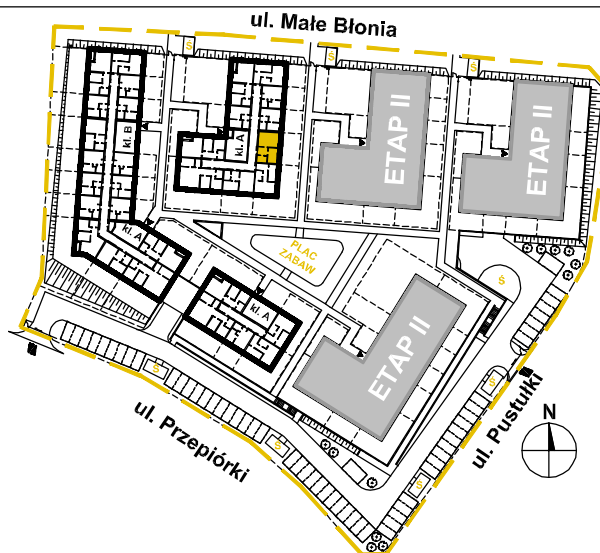 ul. Małe Błonia
Ś
Ś
Ś
kl. B
kl. A
ETAP II
ETAP II
kl. A
PLAC
ZABAW
Ś
kl. A
ETAP II
Ś
Ś
ul. Pustułki
N
ul. Przepiórki
Ś
Ś